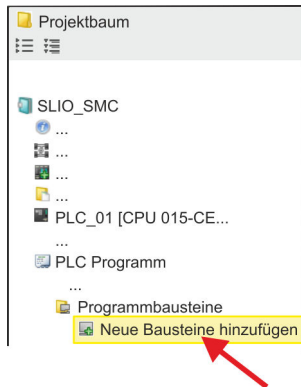 Projektbaum
SLIO_SMC
...
...
...
...
PLC_01 [CPU 015-CE...
...
PLC Programm
...
Programmbausteine
Neue Bausteine hinzufügen